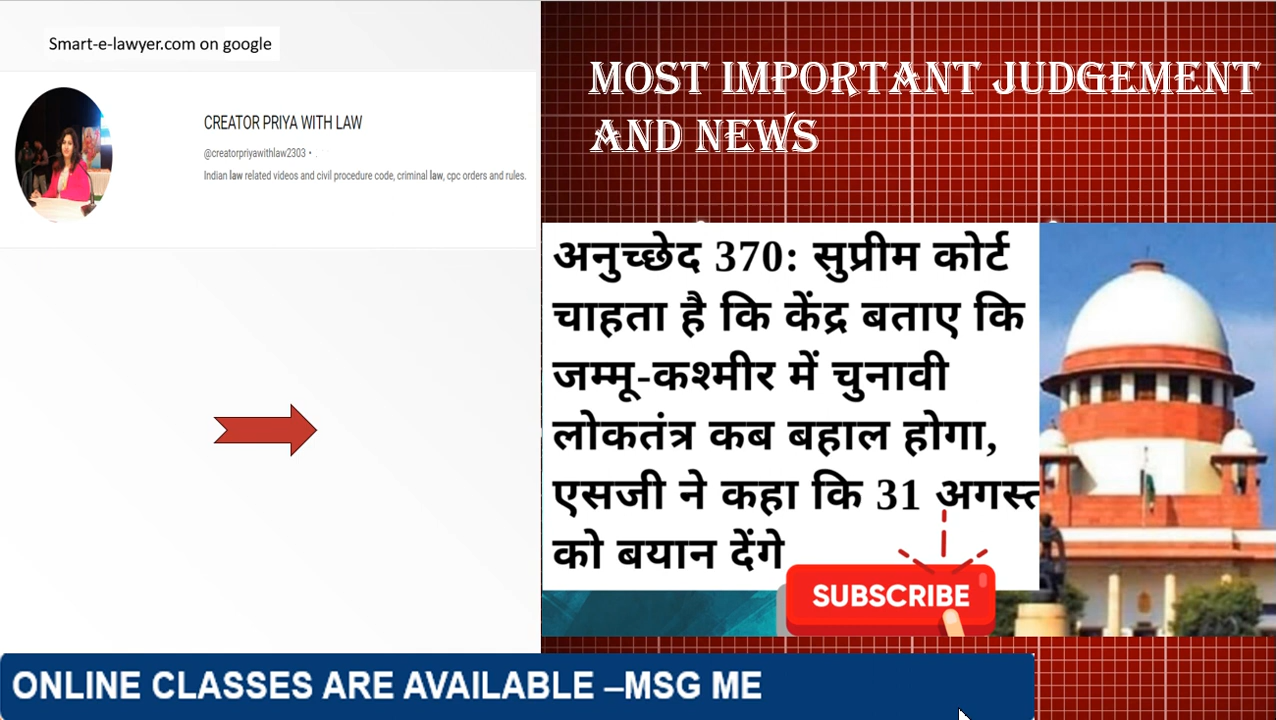 Smart-e-lawyer.com on google
CREATOR PRIYA WITH LAW
@creatorpriyawithlaw2303 •
Indian law related videos and civil procedure code, criminal law, cpc orders and rules.
MOST IMPORTANT JUDGEMENT
AND NEWS
अनुच्छेद 370: सुप्रीम कोर्ट
चाहता है कि केंद्र बताए कि
जम्मू-कश्मीर में चुनावी
लोकतंत्र कब बहाल होगा,
एसजी ने कहा कि 31 अगस्त
को बयान देंगे
SUBSCRIBE
ONLINE CLASSES ARE AVAILABLE –MSG ME